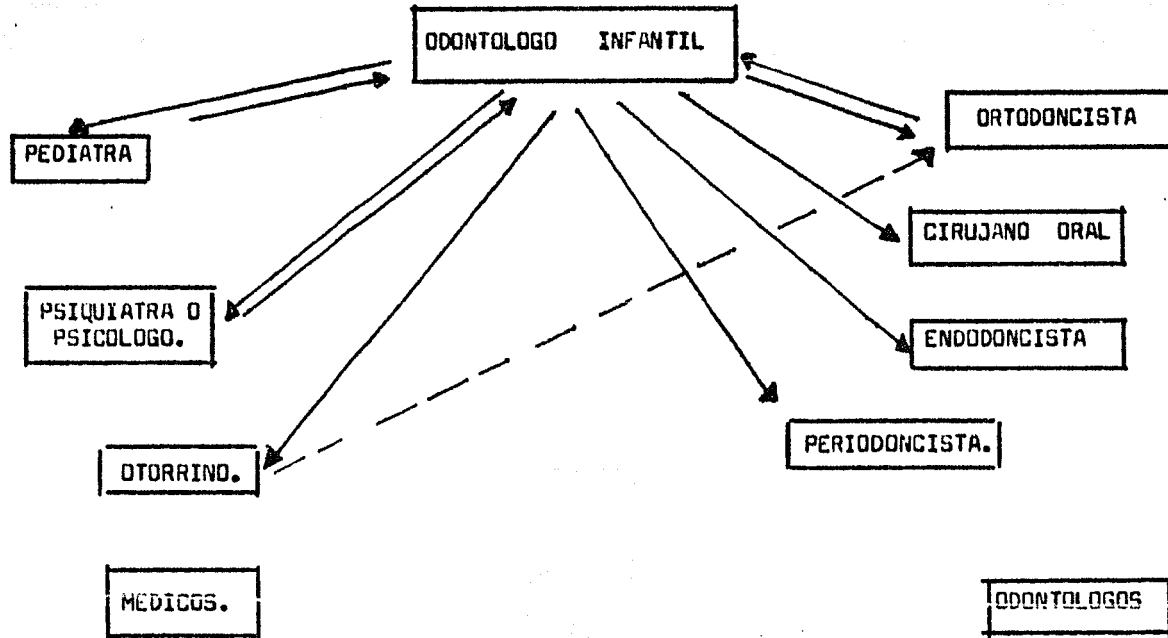 ODONTOLOGO INFANTIL
ORTODONCISTA
PEDIATRA
CIRUJANO ORAL
PSIQUIATRA O
PSICOLOGO.
ENDODONCISTA
PERIODONCISTA.
OTORRINO.
MEDICOS.
ODONTOLOGOS